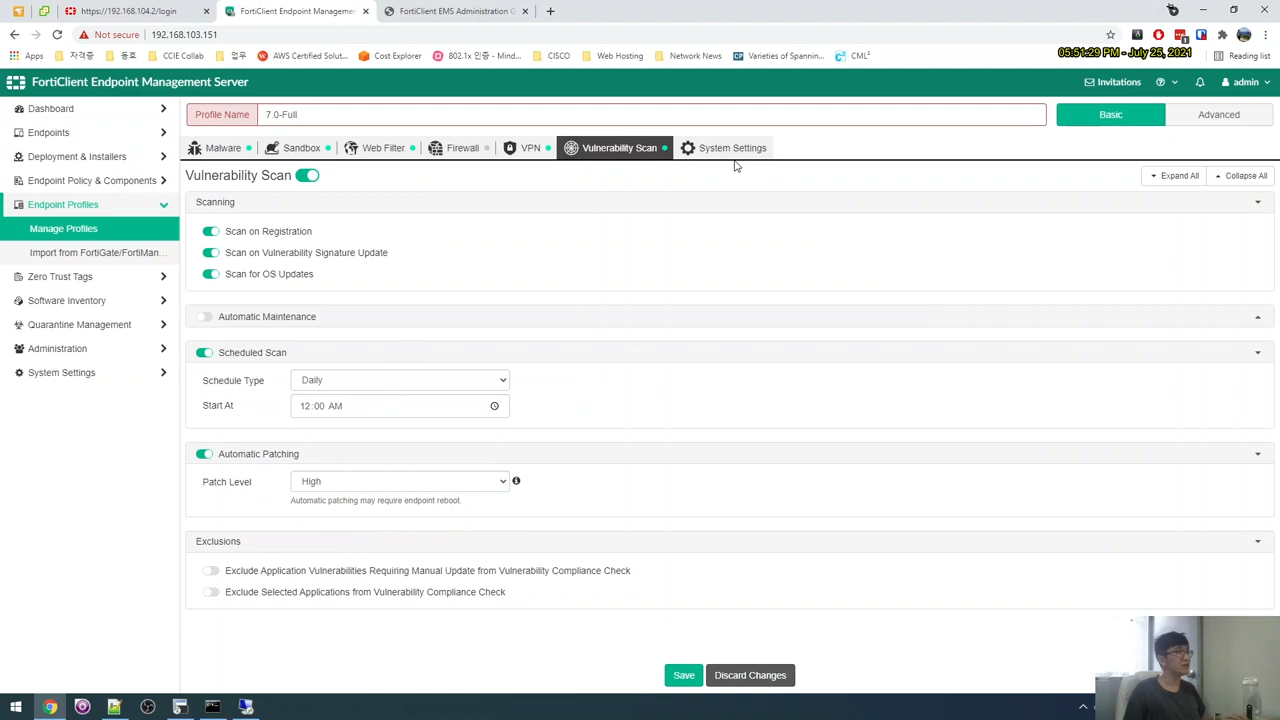 https://192.168.104.2/login
FortiClient Endpoint Manageme
FortiClient EMS Administration G
Not secure
192.168.103.151
Apps
자격증
동호
CCIE Collab
업무
AWS Certified Solut...
Cost Explorer
802.1x 인증 - Mind...
CISCO
Web Hosting
Network News
Varieties of Spannin...
CML²
Reading list
05:51:29 PM - July 25, 2021
FortiClient Endpoint Management Server
Invitations
admin
Dashboard
Endpoints
Deployment & Installers
Endpoint Policy & Components
Endpoint Profiles
Manage Profiles
Import from FortiGate/FortiMan...
Zero Trust Tags
Software Inventory
Quarantine Management
Administration
System Settings
Profile Name
7.0-Full
Basic
Advanced
Malware
Sandbox
Web Filter
Firewall
VPN
Vulnerability Scan
System Settings
Vulnerability Scan
Expand All
Collapse All
Scanning
Scan on Registration
Scan on Vulnerability Signature Update
Scan for OS Updates
Automatic Maintenance
Scheduled Scan
Schedule Type
Daily
Start At
12:00 AM
Automatic Patching
Patch Level
High
Automatic patching may require endpoint reboot.
Exclusions
Exclude Application Vulnerabilities Requiring Manual Update from Vulnerability Compliance Check
Exclude Selected Applications from Vulnerability Compliance Check
Save
Discard Changes